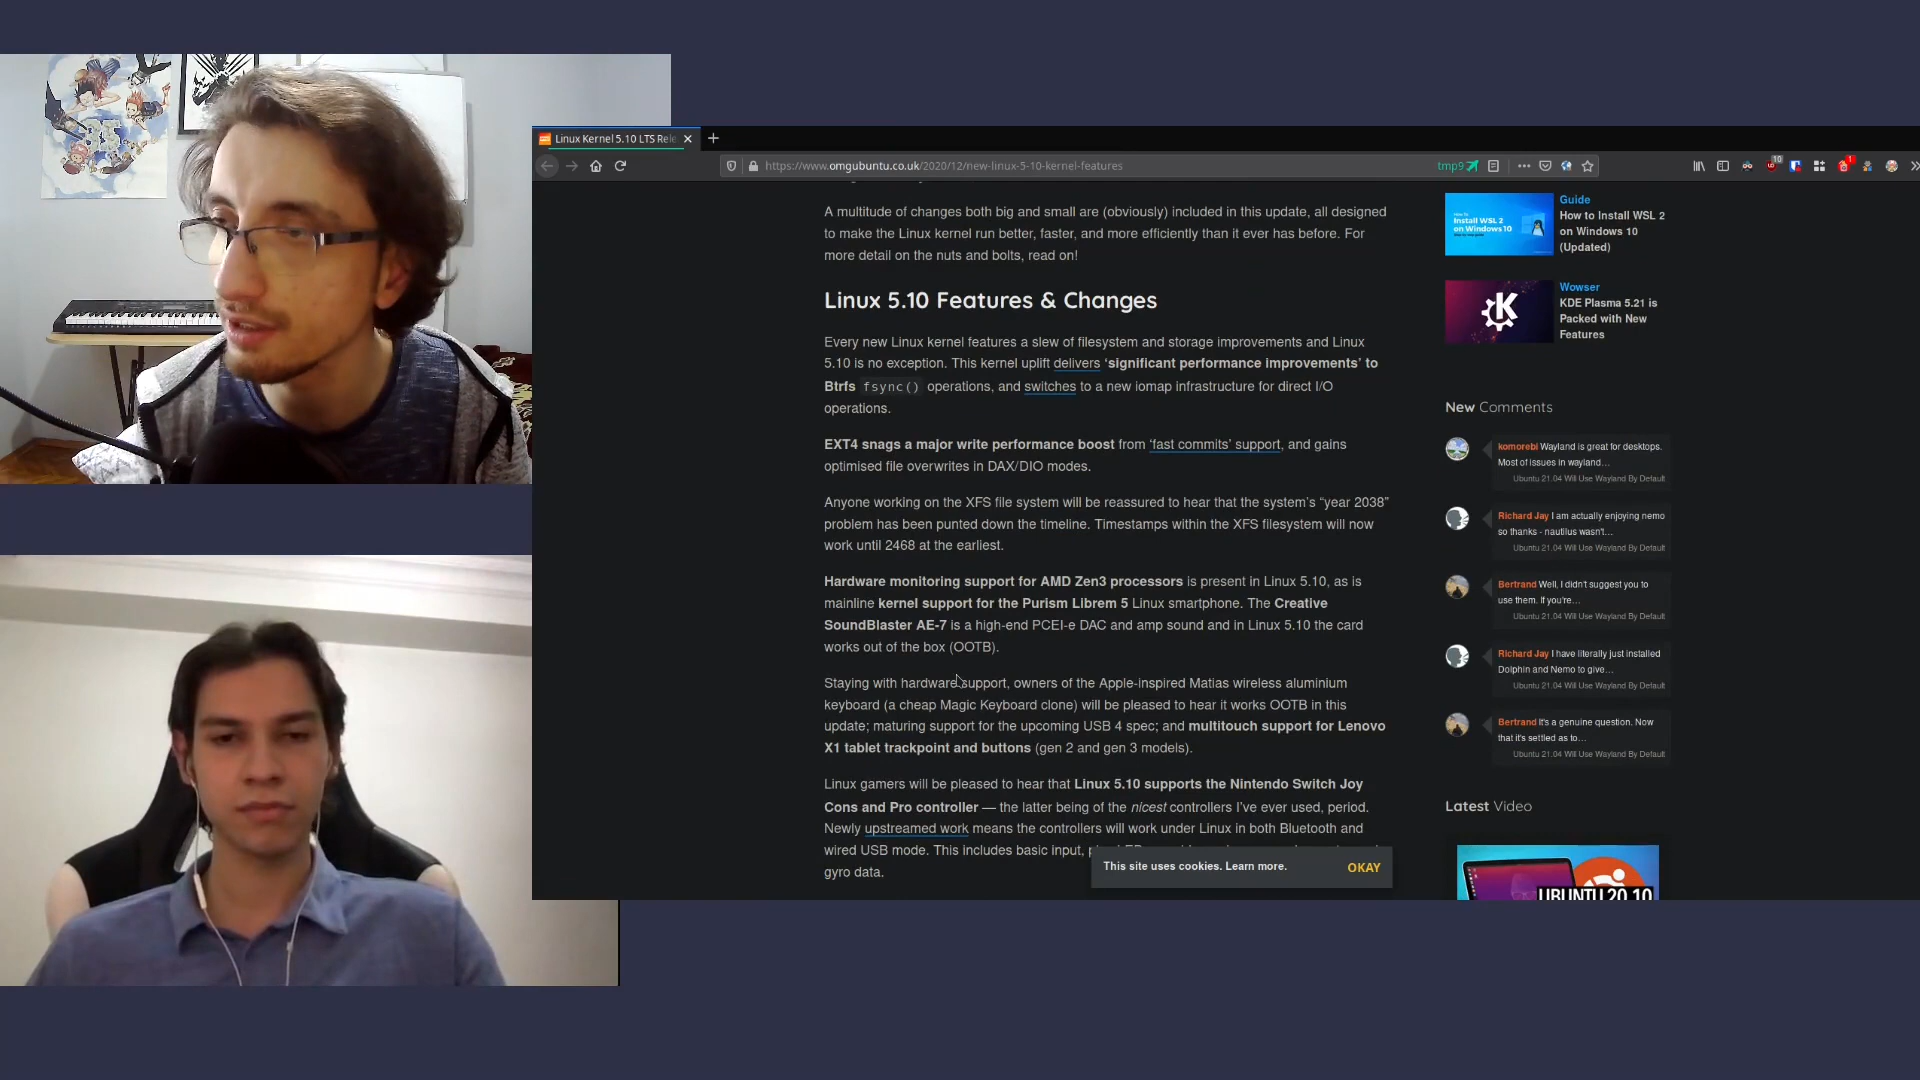 Linux Kernel 5.10 LTS Rele
https://www.omgubuntu.co.uk/2020/12/new-linux-5-10-kernel-features
tmp9
10
1
A multitude of changes both big and small are (obviously) included in this update, all designed
to make the Linux kernel run better, faster, and more efficiently than it ever has before. For
more detail on the nuts and bolts, read on!
Linux 5.10 Features & Changes
Every new Linux kernel features a slew of filesystem and storage improvements and Linux
5.10 is no exception. This kernel uplift delivers ‘significant performance improvements’ to
Btrfs fsync() operations, and switches to a new iomap infrastructure for direct I/O
operations.
EXT4 snags a major write performance boost from ‘fast commits’ support, and gains
optimised file overwrites in DAX/DIO modes.
Anyone working on the XFS file system will be reassured to hear that the system’s “year 2038”
problem has been punted down the timeline. Timestamps within the XFS filesystem will now
work until 2468 at the earliest.
Hardware monitoring support for AMD Zen3 processors is present in Linux 5.10, as is
mainline kernel support for the Purism Librem 5 Linux smartphone. The Creative
SoundBlaster AE-7 is a high-end PCEI-e DAC and amp sound and in Linux 5.10 the card
works out of the box (OOTB).
Staying with hardware support, owners of the Apple-inspired Matias wireless aluminium
keyboard (a cheap Magic Keyboard clone) will be pleased to hear it works OOTB in this
update; maturing support for the upcoming USB 4 spec; and multitouch support for Lenovo
X1 tablet trackpoint and buttons (gen 2 and gen 3 models).
Linux gamers will be pleased to hear that Linux 5.10 supports the Nintendo Switch Joy
Cons and Pro controller — the latter being of the nicest controllers I’ve ever used, period.
Newly upstreamed work means the controllers will work under Linux in both Bluetooth and
wired USB mode. This includes basic input,
gyro data.
This site uses cookies. Learn more.
OKAY
Install WSL 2
on Windows 10
Guide
How to Install WSL 2
on Windows 10
(Updated)
Wowser
KDE Plasma 5.21 is
Packed with New
Features
New Comments
komorebi Wayland is great for desktops.
Most of issues in wayland…
Ubuntu 21.04 Will Use Wayland By Default
Richard Jay I am actually enjoying nemo
so thanks - nautilus wasn't…
Ubuntu 21.04 Will Use Wayland By Default
Bertrand Well, I didn't suggest you to
use them. If you're…
Ubuntu 21.04 Will Use Wayland By Default
Richard Jay I have literally just installed
Dolphin and Nemo to give…
Ubuntu 21.04 Will Use Wayland By Default
Bertrand It's a genuine question. Now
that it's settled as to…
Ubuntu 21.04 Will Use Wayland By Default
Latest Video
UBUNTU 20.10